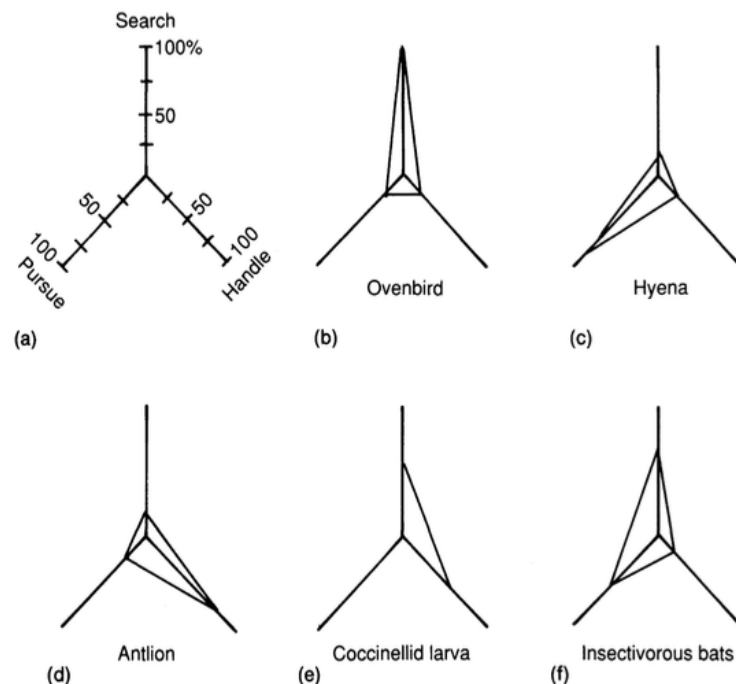 Search
100%
50
50
100
Pursue
50
100
Handle
(a)
Ovenbird
(b)
Hyena
(c)
Antlion
(d)
Coccinellid larva
(e)
Insectivorous bats
(f)